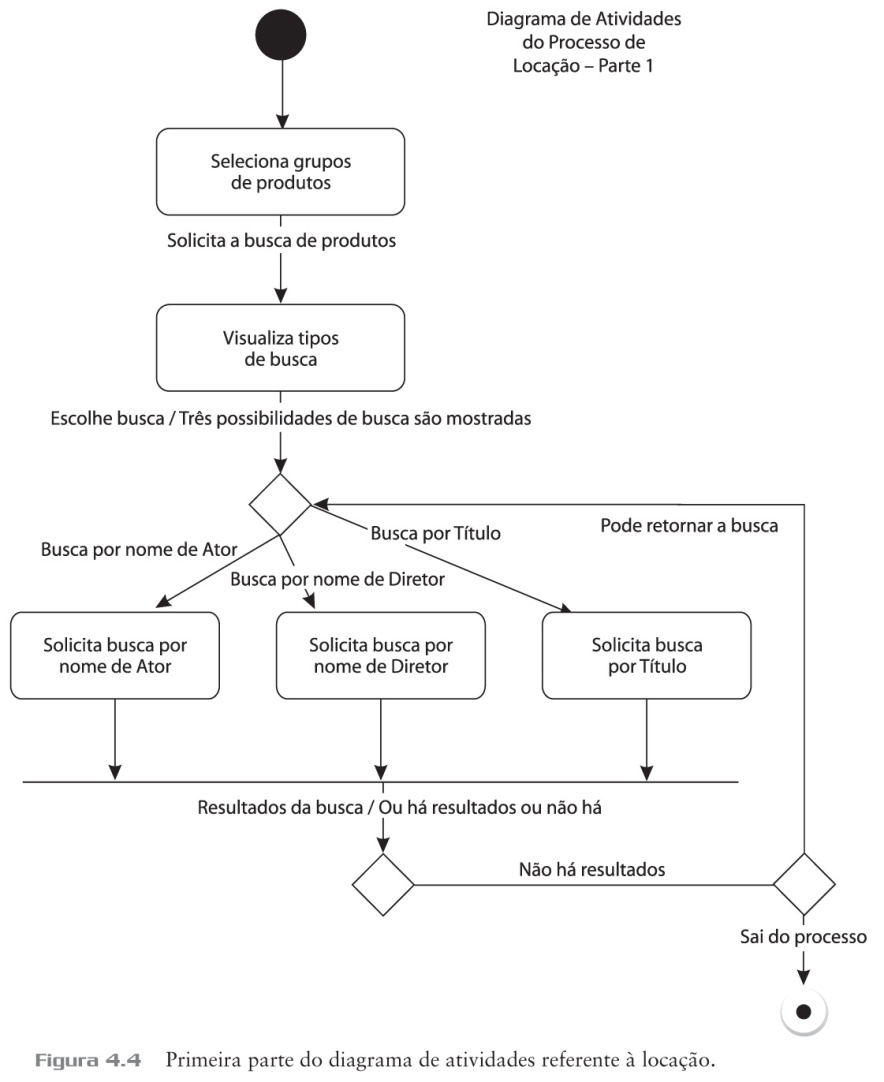 Diagrama de Atividades
do Processo de
Locação – Parte 1
Seleciona grupos
de produtos
Solicita a busca de produtos
Visualiza tipos
de busca
Escolhe busca / Três possibilidades de busca são mostradas
Pode retornar a busca
Busca por Título
Busca por nome de Ator
Busca por nome de Diretor
Solicita busca por
nome de Ator
Solicita busca por
nome de Diretor
Solicita busca
por Título
Resultados da busca / Ou há resultados ou não há
Não há resultados
Sai do processo
Figura 4.4 Primeira parte do diagrama de atividades referente à locação.